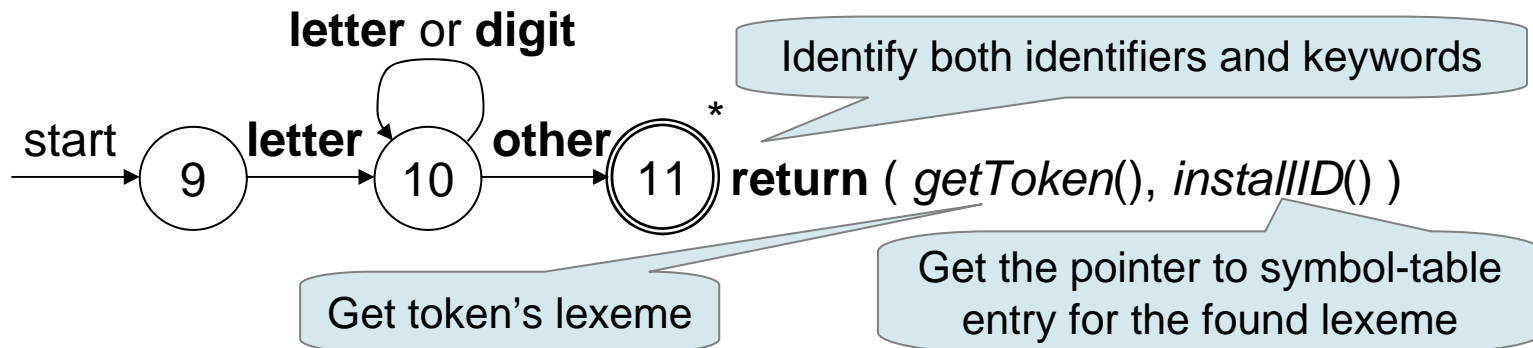 letter or digit
Identify both identifiers and keywords
*
start
letter
other
9
10
11
return ( getToken(), installID() )
Get token’s lexeme
Get the pointer to symbol-table
entry for the found lexeme